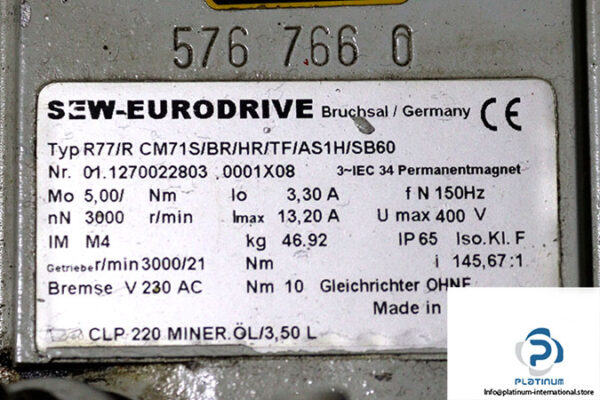 576 766 0
SEW-EURODRIVE Bruchsal / Germany CE
Typ R77/R CM71S/BR/HR/TF/AS1H/SB60
Nr. 01.1270022803 .0001X08 3~IEC 34 Permanentmagnet
Mo 5,00/ Nm Io 3,30 A f N 150Hz
nN 3000 r/min Imax 13,20 A U max 400 V
IM M4 kg 46.92 IP 65 Iso.Kl. F
Getriebe r/min 3000/21 Nm i 145,67:1
Bremse V 230 AC Nm 10 Gleichrichter OHNE
Made in
CLP 220 MINER.ÖL/3,50 L
PLATINUM
info@platinum-international.store